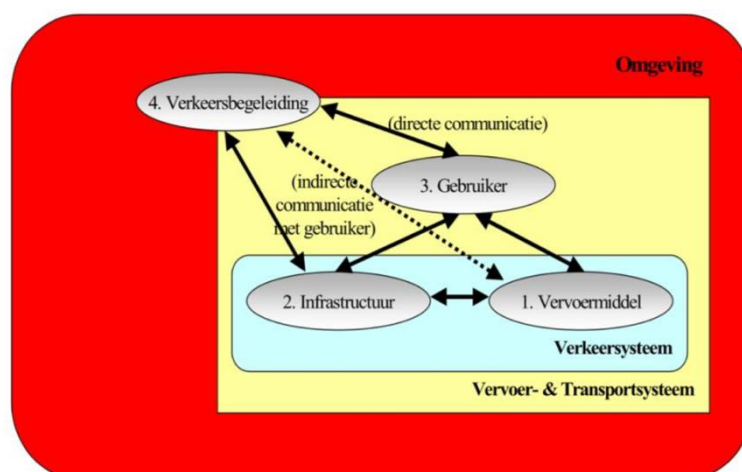 Omgeving
4. Verkeersbegeleiding
(directe communicatie)
3. Gebruiker
(indirecte
communicatie
met gebruiker)
2. Infrastructuur
1. Vervoermiddel
Verkeersysteem
Vervoer- & Transportsysteem